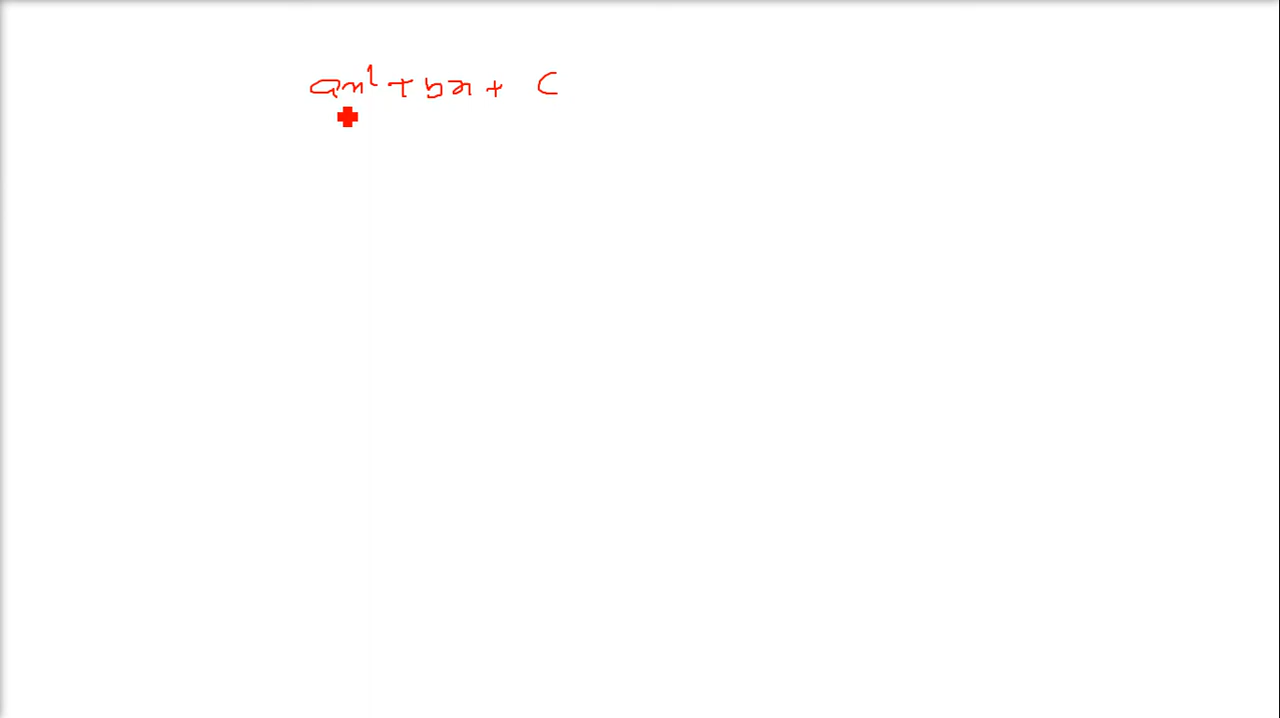 ax² + bx + c